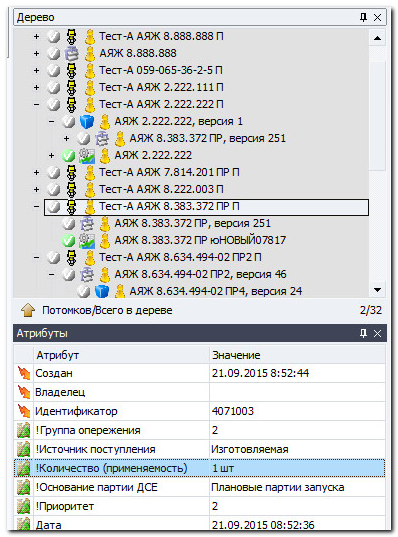 Дерево
Тест-А АЯЖ 8.888.888 П
АЯЖ 8.888.888
Тест-А 059-065-36-2-5 П
Тест-А АЯЖ 2.222.111 П
Тест-А АЯЖ 2.222.222 П
АЯЖ 2.222.222, версия 1
АЯЖ 8.383.372 ПР, версия 251
АЯЖ 2.222.222
Тест-А АЯЖ 7.814.201 ПР П
Тест-А АЯЖ 8.222.003 П
Тест-А АЯЖ 8.383.372 ПР П
АЯЖ 8.383.372 ПР, версия 251
АЯЖ 8.383.372 ПР юНОВЫЙ07817
Тест-А АЯЖ 8.634.494-02 ПР2 П
АЯЖ 8.634.494-02 ПР2, версия 46
АЯЖ 8.634.494-02 ПР4, версия 24
Потомков/Всего в дереве 2/32
Атрибуты
Атрибут Значение
Создан 21.09.2015 8:52:44
Владелец
Идентификатор 4071003
!Группа опережения 2
!Источник поступления Изготовляемая
!Количество (применяемость) 1 шт
!Основание партии ДСЕ Плановые партии запуска
!Приоритет 2
Дата 21.09.2015 08:52:36